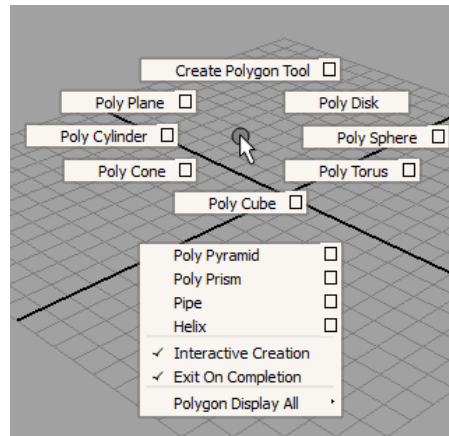 Create Polygon Tool
Poly Plane
Poly Disk
Poly Cylinder
Poly Sphere
Poly Cone
Poly Torus
Poly Cube
Poly Pyramid
Poly Prism
Pipe
Helix
Interactive Creation
Exit On Completion
Polygon Display All